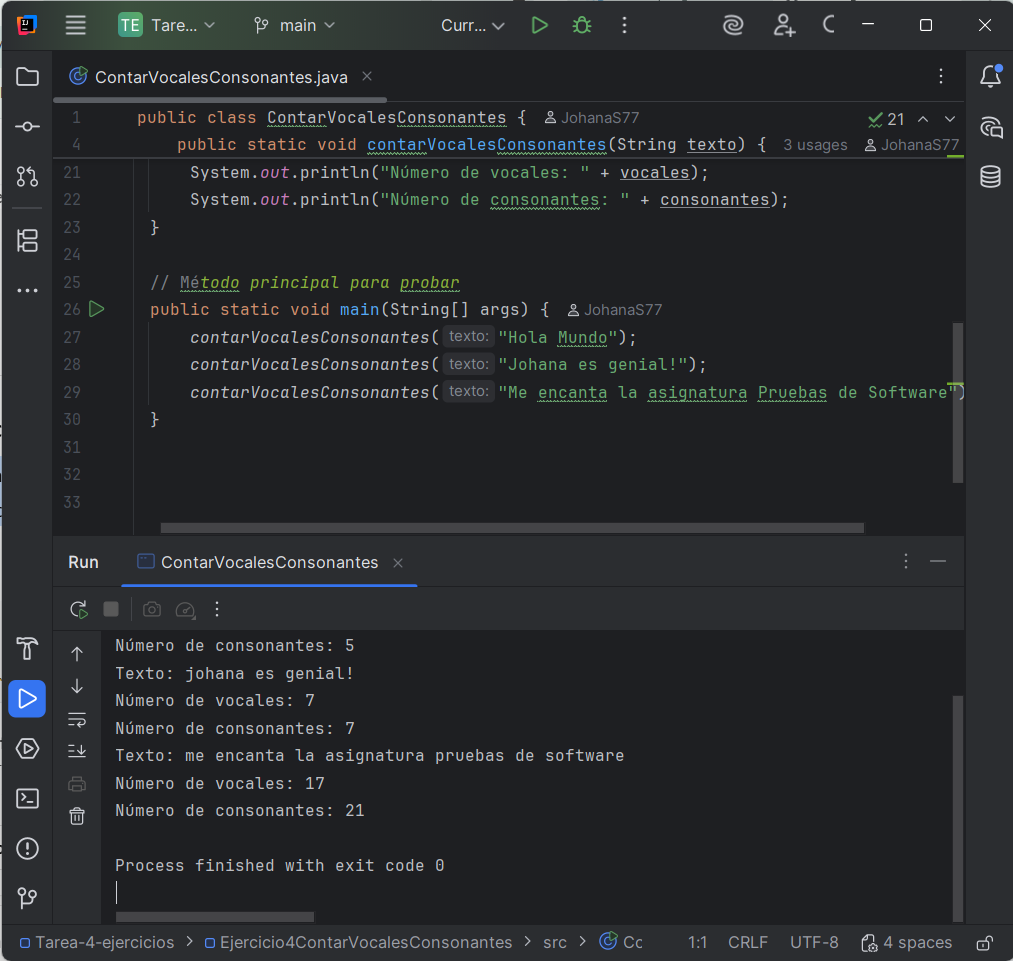 TE Tare... main Curr...
ContarVocalesConsonantes.java
1 public class ContarVocalesConsonantes { JohanaS77 21
4 public static void contarVocalesConsonantes(String texto) { 3 usages JohanaS77
21 System.out.println("Número de vocales: " + vocales);
22 System.out.println("Número de consonantes: " + consonantes);
23 }
24
25 // Método principal para probar
26 public static void main(String[] args) { JohanaS77
27 contarVocalesConsonantes( texto: "Hola Mundo");
28 contarVocalesConsonantes( texto: "Johana es genial!");
29 contarVocalesConsonantes( texto: "Me encanta la asignatura Pruebas de Software")
30 }
31
32
33
Run ContarVocalesConsonantes
Número de consonantes: 5
Texto: johana es genial!
Número de vocales: 7
Número de consonantes: 7
Texto: me encanta la asignatura pruebas de software
Número de vocales: 17
Número de consonantes: 21
Process finished with exit code 0
Tarea-4-ejercicios > Ejercicio4ContarVocalesConsonantes > src > Cc 1:1 CRLF UTF-8 4 spaces